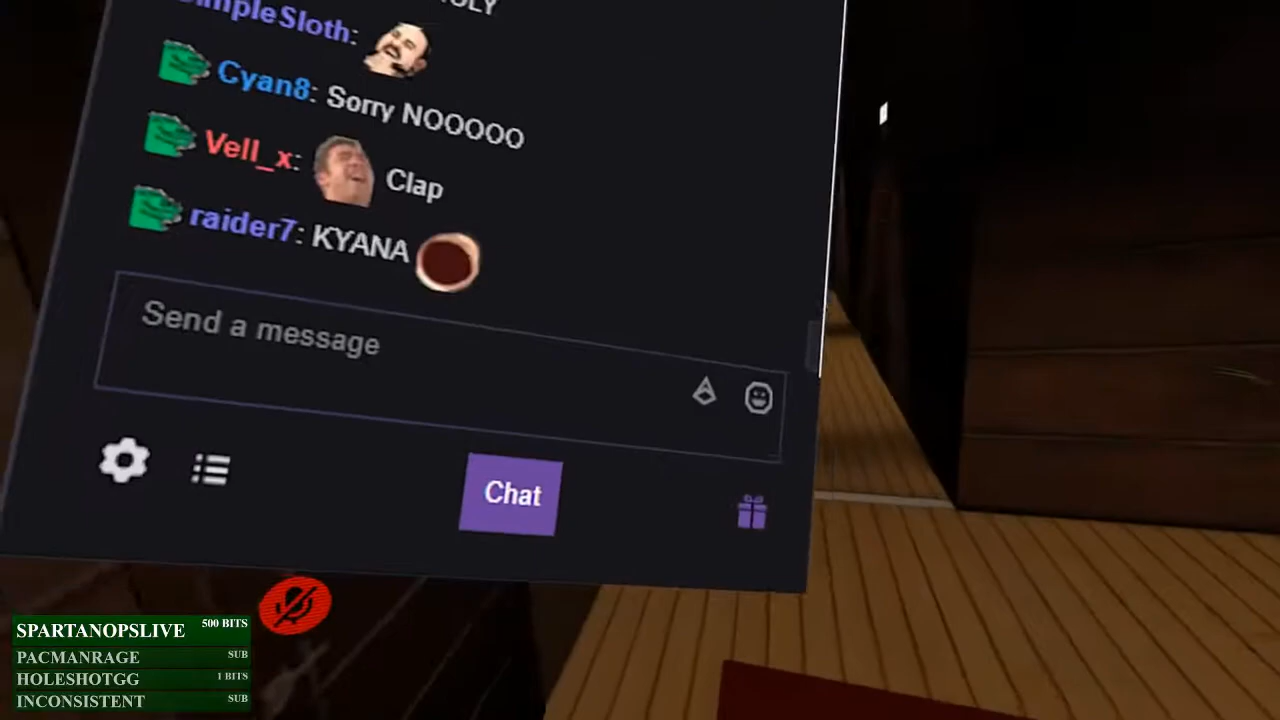 SimpleSloth:
Cyan8: Sorry NOOOOO
Vell_x: Clap
raider7: KYANA
Send a message
Chat
SPARTANOPSLIVE 500 BITS
PACMANRAGE SUB
HOLESHOTGG 1 BITS
INCONSISTENT SUB